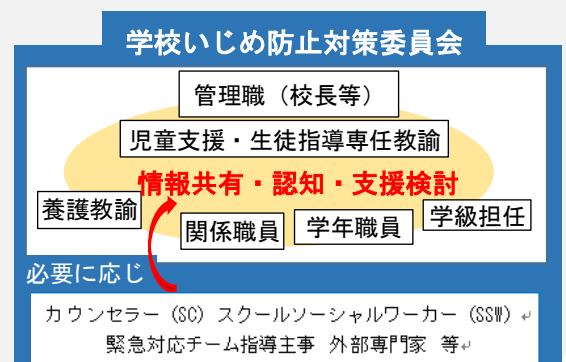 学校いじめ防止対策委員会
管理職（校長等）
児童支援・生徒指導専任教諭
情報共有・認知・支援検討
養護教諭
関係職員
学年職員
学級担任
必要に応じ
カウンセラー（SC）スクールソーシャルワーカー（SSW）
緊急対応チーム指導主事 外部専門家 等